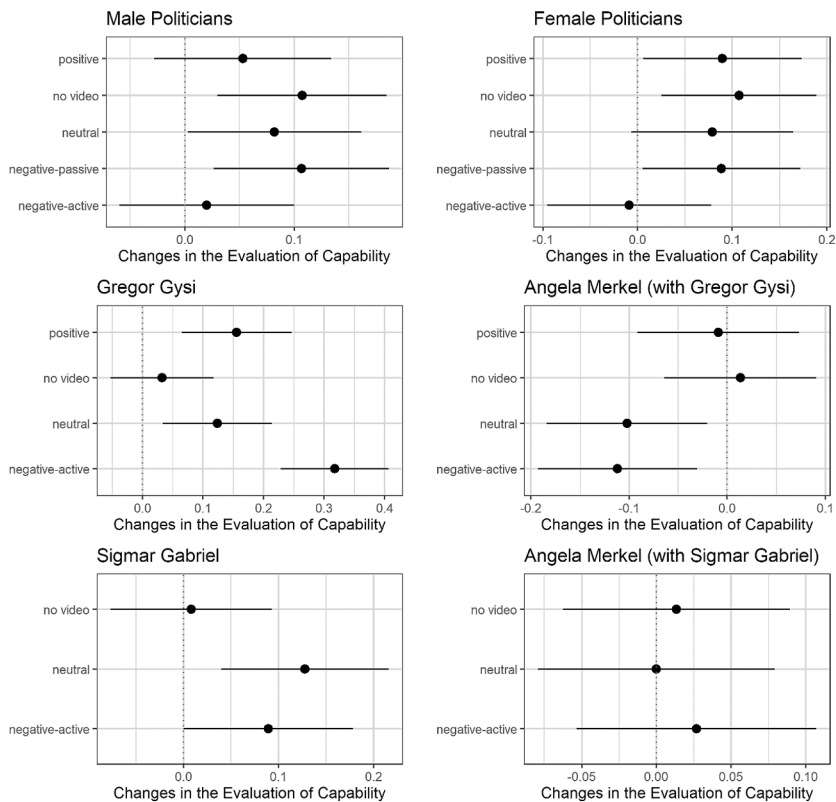 Male Politicians
positive
no video
neutral
negative-passive
negative-active
0.0 0.1
Changes in the Evaluation of Capability
Female Politicians
positive
no video
neutral
negative-passive
negative-active
-0.1 0.0 0.1 0.2
Changes in the Evaluation of Capability
Gregor Gysi
positive
no video
neutral
negative-active
0.0 0.1 0.2 0.3 0.4
Changes in the Evaluation of Capability
Angela Merkel (with Gregor Gysi)
positive
no video
neutral
negative-active
-0.2 -0.1 0.0 0.1
Changes in the Evaluation of Capability
Sigmar Gabriel
no video
neutral
negative-active
0.0 0.1 0.2
Changes in the Evaluation of Capability
Angela Merkel (with Sigmar Gabriel)
no video
neutral
negative-active
-0.05 0.00 0.05 0.10
Changes in the Evaluation of Capability